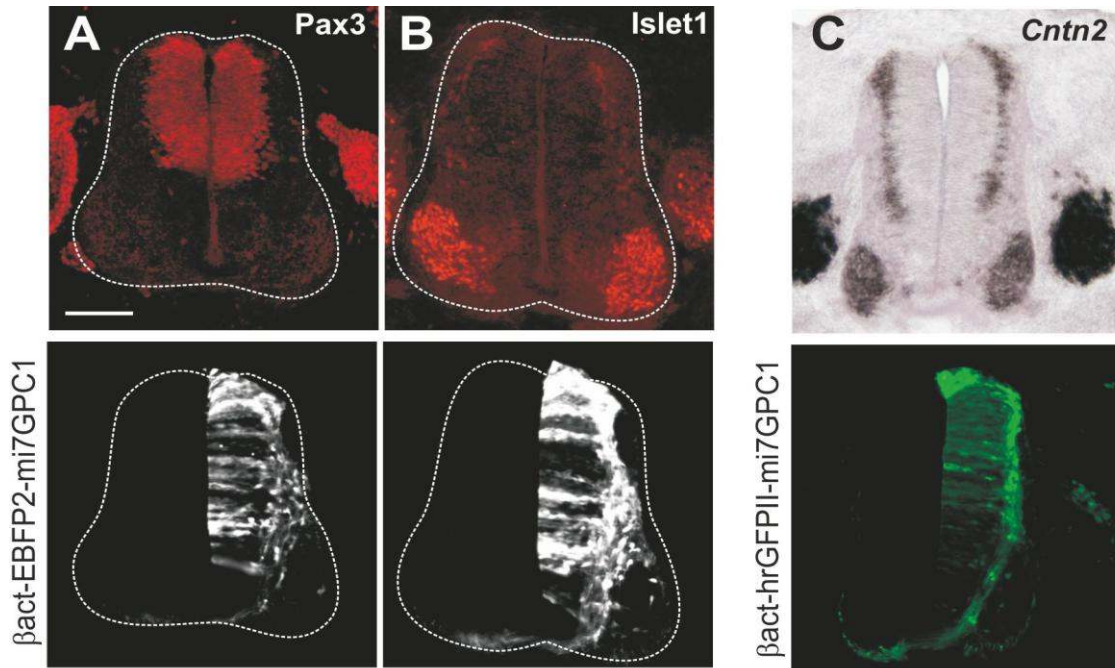 A Pax3
B Islet1
C Cntn2
βact-EBFP2-mi7GPC1
βact-hrGFPII-mi7GPC1